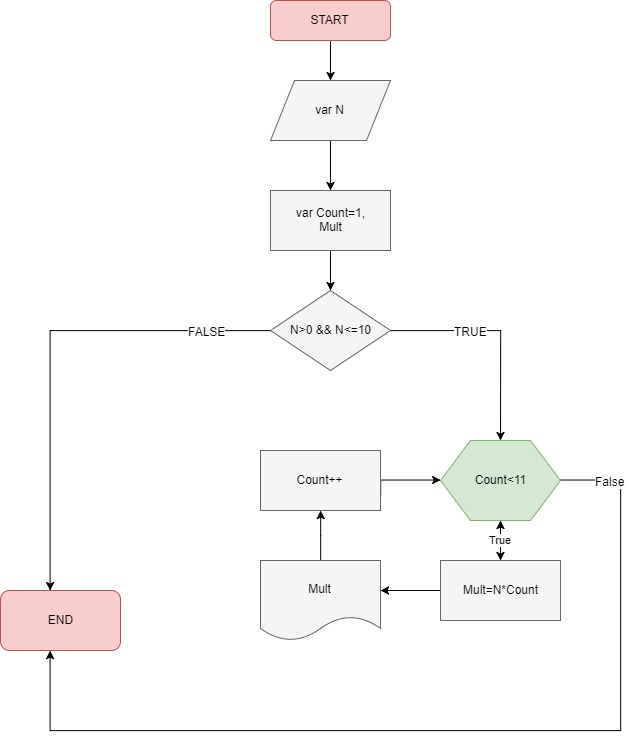 START
var N
var Count=1,
Mult
N>0 && N<=10
FALSE
TRUE
Count++
Count<11
False
True
Mult
Mult=N*Count
END